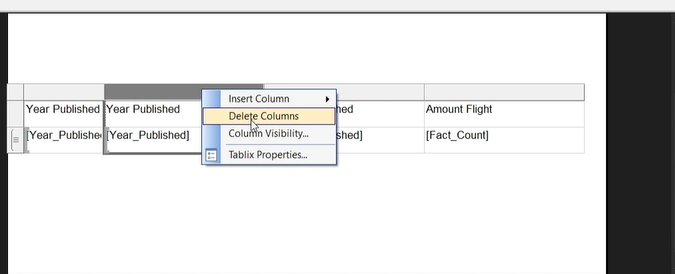 Insert Column
Year Published Year Published hed Amount Flight
Delete Columns
[Year_Publishe [Year_Published] Column Visibility... shed] [Fact_Count]
Tablix Properties...